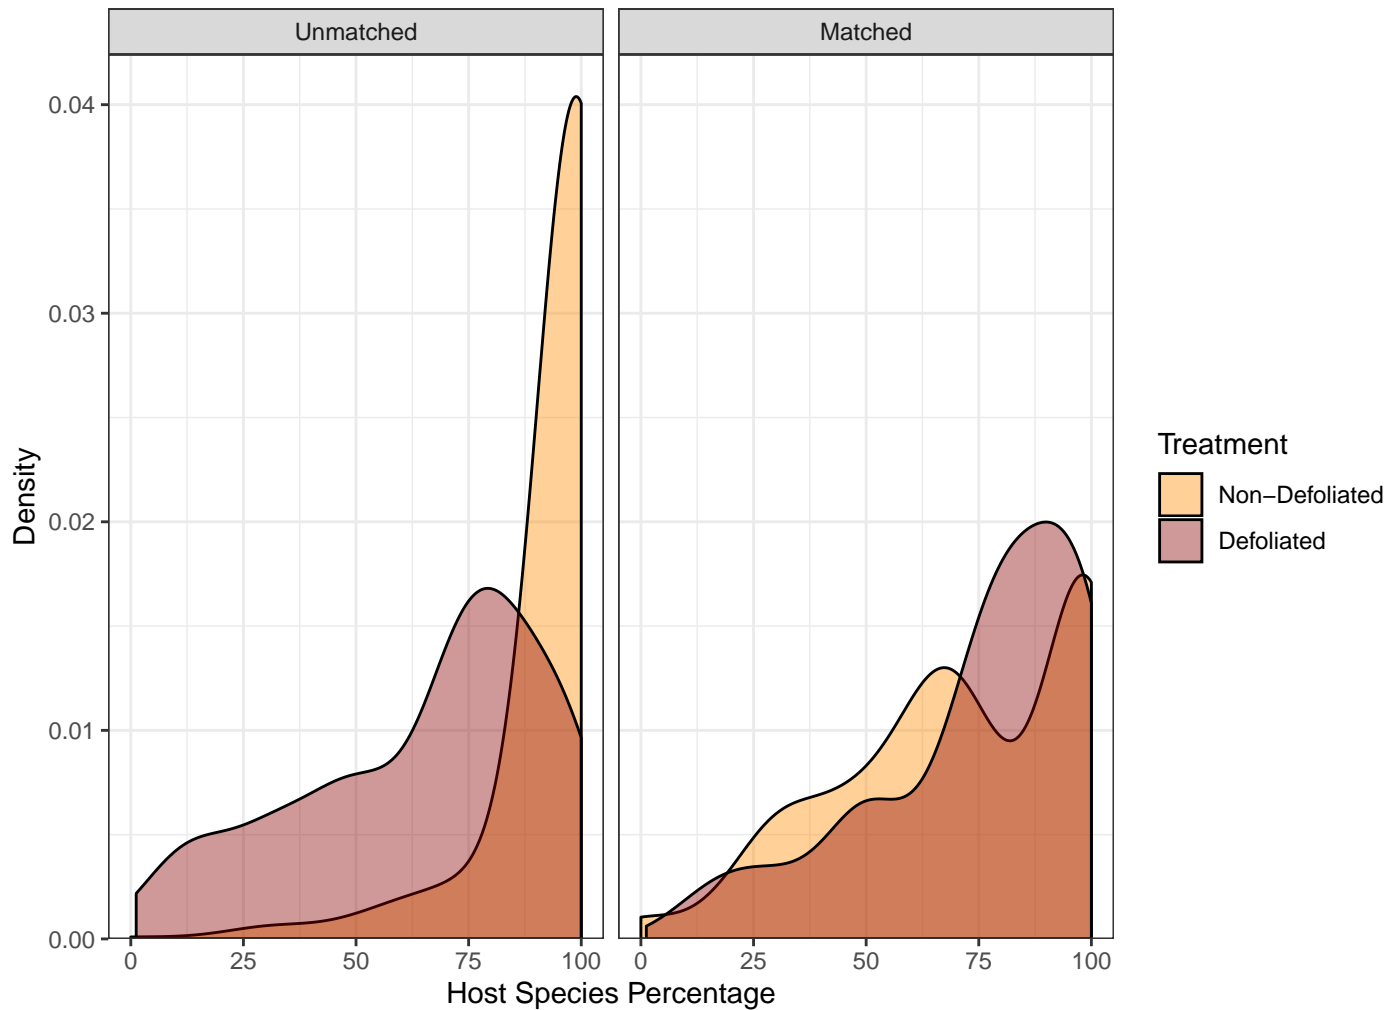 Unmatched
Matched
0.04
0.03
0.02
0.01
0.00
Density
0 25 50 75 100
0 25 50 75 100
Host Species Percentage
Treatment
Non−Defoliated
Defoliated